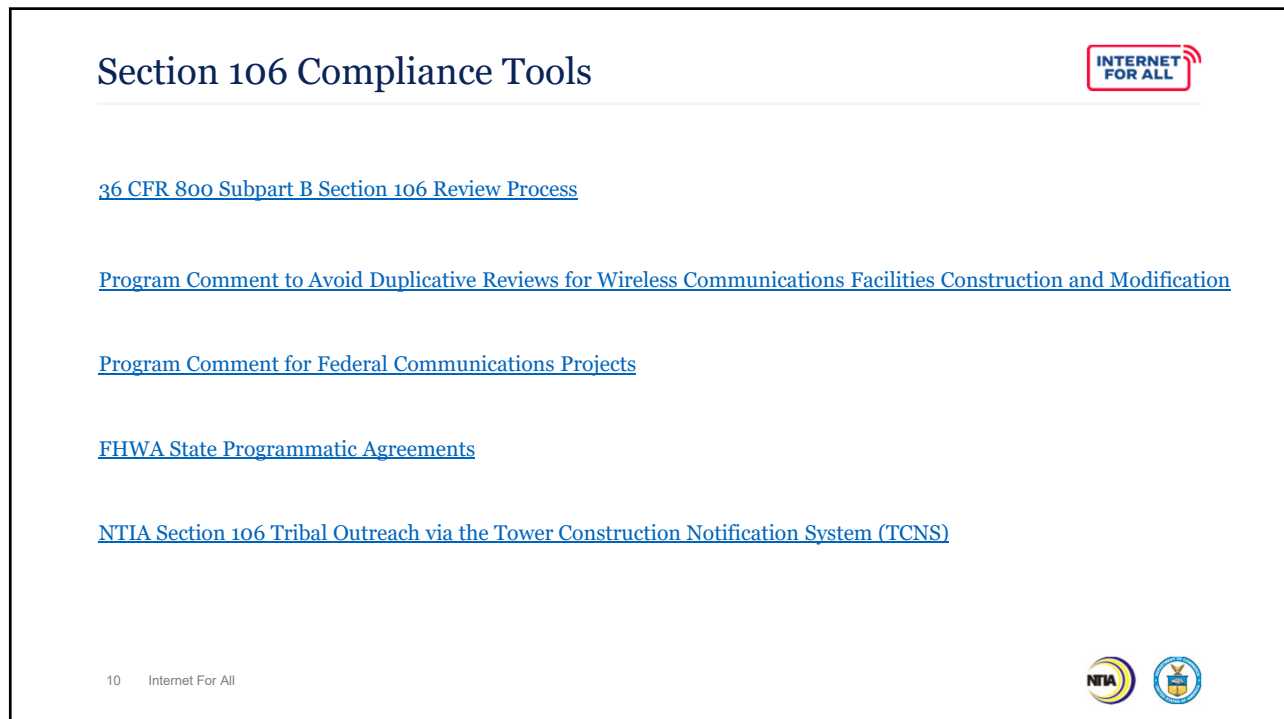 Section 106 Compliance Tools
INTERNET
FOR ALL
36 CFR 800 Subpart B Section 106 Review Process
Program Comment to Avoid Duplicative Reviews for Wireless Communications Facilities Construction and Modification
Program Comment for Federal Communications Projects
FHWA State Programmatic Agreements
NTIA Section 106 Tribal Outreach via the Tower Construction Notification System (TCNS)
10 Internet For All
NTIA